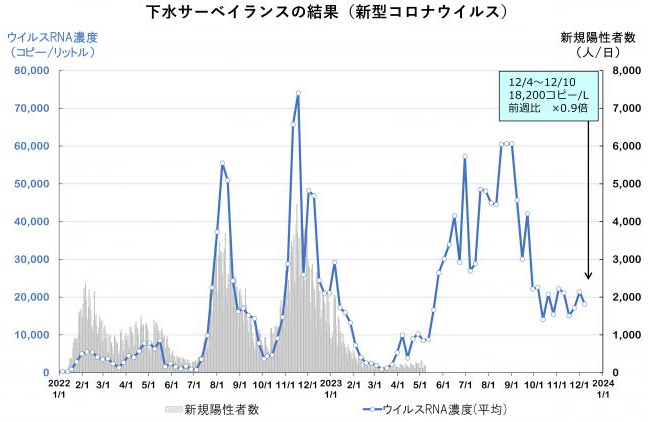 下水サーベイランスの結果（新型コロナウイルス）
ウイルスRNA濃度
（コピー/リットル）
新規陽性者数
（人/日）
12/4～12/10
18,200コピー/L
前週比　×0.9倍
80,000
70,000
60,000
50,000
40,000
30,000
20,000
10,000
0
8,000
7,000
6,000
5,000
4,000
3,000
2,000
1,000
0
2022 2/1 3/1 4/1 5/1 6/1 7/1 8/1 9/1 10/1 11/1 12/1 2023 2/1 3/1 4/1 5/1 6/1 7/1 8/1 9/1 10/1 11/1 12/1 2024
1/1 1/1 1/1
新規陽性者数 ウイルスRNA濃度(平均)